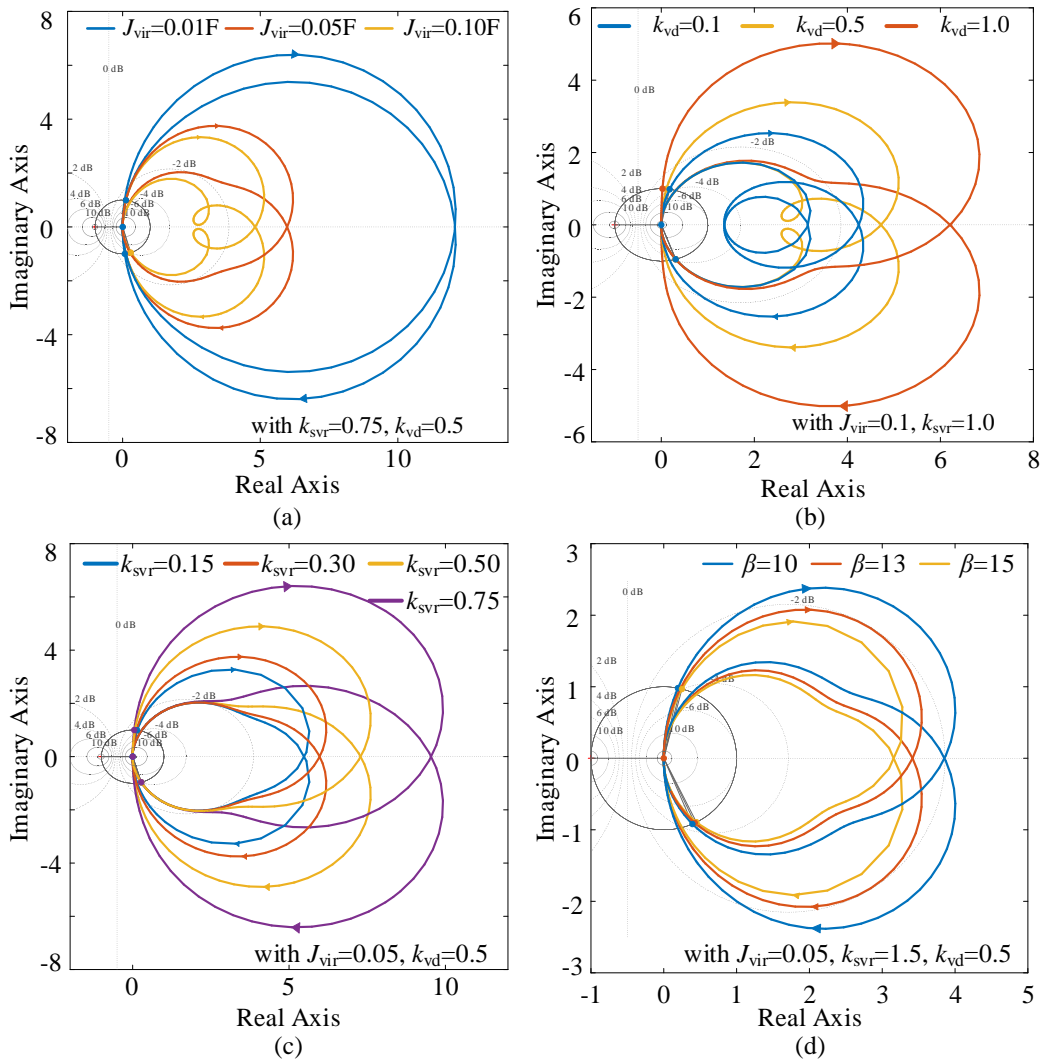 J_vir=0.01F J_vir=0.05F J_vir=0.10F
8
4
0
-4
-8
Imaginary Axis
0 dB
-2 dB
2 dB
4 dB
6 dB
10 dB
-4 dB
-6 dB
10 dB
with k_svr=0.75, k_vd=0.5
0 5 10
Real Axis
(a)
k_vd=0.1 k_vd=0.5 k_vd=1.0
6
4
2
0
-2
-4
-6
Imaginary Axis
0 dB
-2 dB
2 dB
4 dB
6 dB
10 dB
-4 dB
-6 dB
10 dB
with J_vir=0.1, k_svr=1.0
0 2 4 6 8
Real Axis
(b)
k_svr=0.15 k_svr=0.30 k_svr=0.50
k_svr=0.75
8
4
0
-4
-8
Imaginary Axis
0 dB
-2 dB
2 dB
4 dB
6 dB
10 dB
-4 dB
-6 dB
10 dB
with J_vir=0.05, k_vd=0.5
0 5 10
Real Axis
(c)
β=10 β=13 β=15
3
2
1
0
-1
-2
-3
Imaginary Axis
0 dB
-2 dB
2 dB
4 dB
6 dB
10 dB
-6 dB
10 dB
with J_vir=0.05, k_svr=1.5, k_vd=0.5
-1 0 1 2 3 4 5
Real Axis
(d)